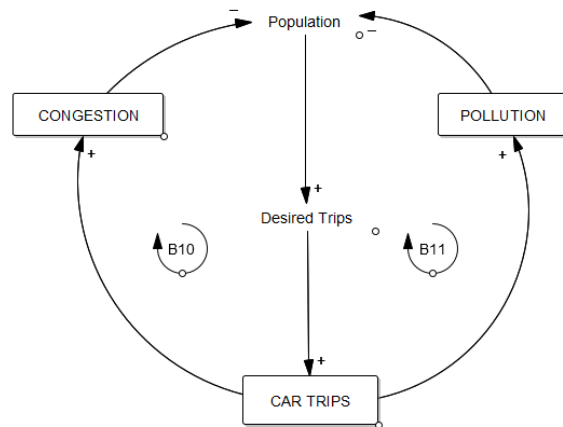 −
Population
−
CONGESTION
POLLUTION
+
+
+
Desired Trips
B10
B11
+
CAR TRIPS